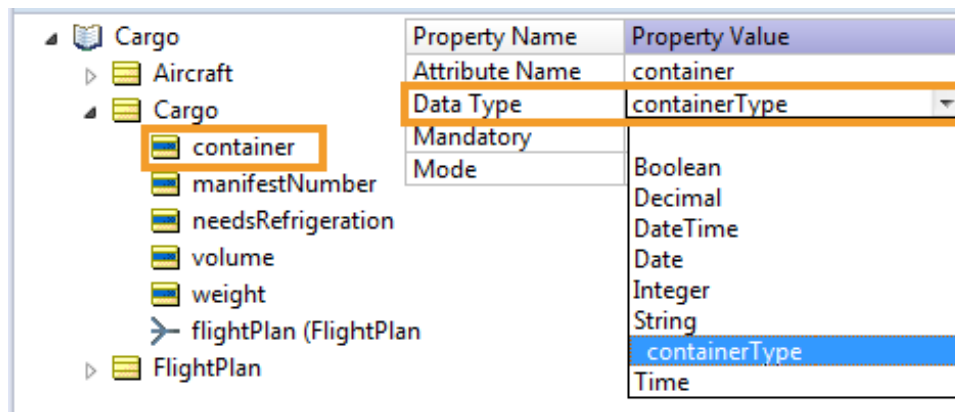 Cargo
Aircraft
Cargo
container
manifestNumber
needsRefrigeration
volume
weight
flightPlan (FlightPlan
FlightPlan
Property Name Property Value
Attribute Name container
Data Type containerType
Mandatory
Mode
Boolean
Decimal
DateTime
Date
Integer
String
containerType
Time